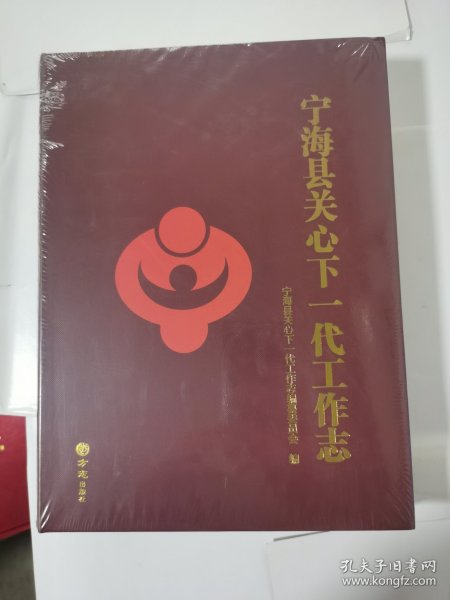 宁海县关心下一代工作志
宁海县关心下一代工作志编纂委员会 编
方志出版社
孔夫子旧书网
www.kongfz.com